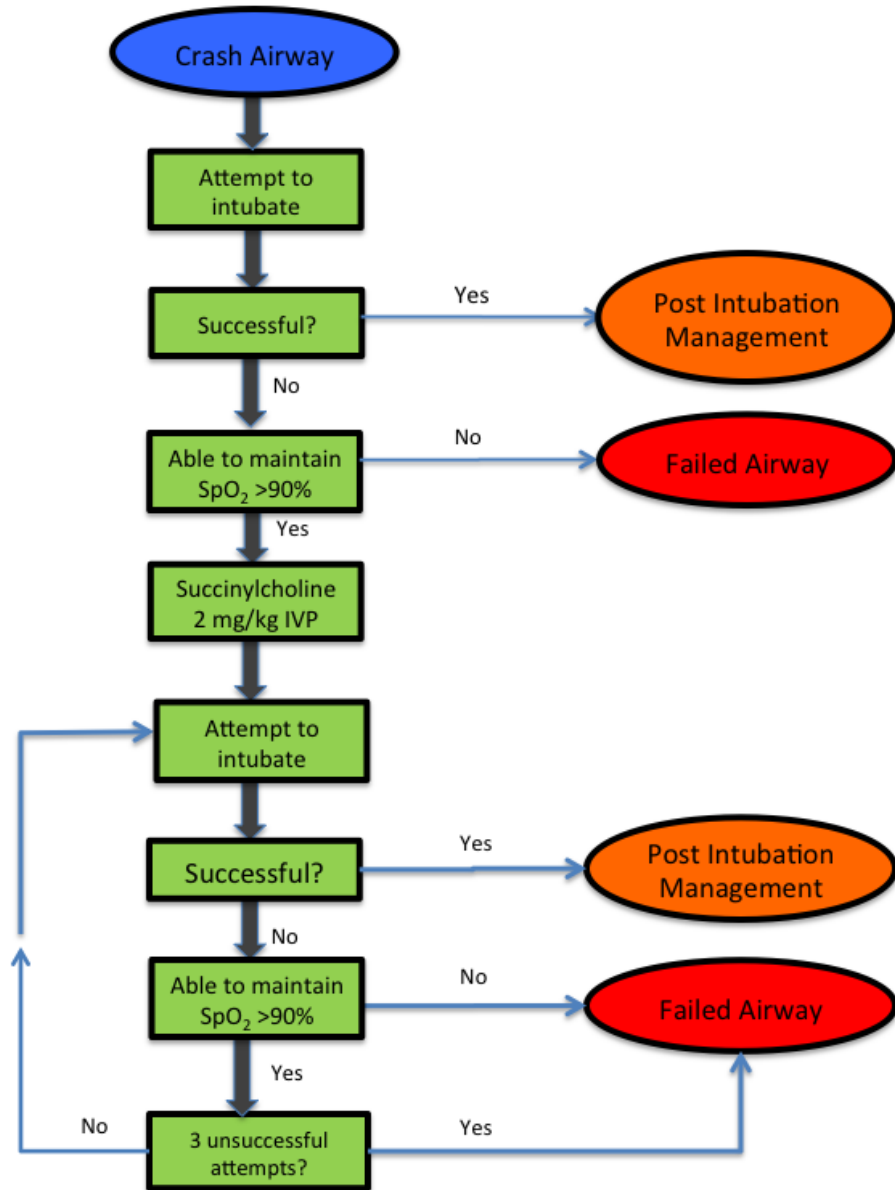 Crash Airway
Attempt to
intubate
Successful?
Yes
Post Intubation
Management
No
Able to maintain
SpO₂ >90%
No
Failed Airway
Yes
Succinylcholine
2 mg/kg IVP
Attempt to
intubate
Successful?
Yes
Post Intubation
Management
No
Able to maintain
SpO₂ >90%
No
Failed Airway
Yes
No
3 unsuccessful
attempts?
Yes